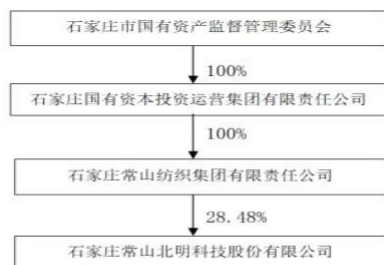 石家庄市国有资产监督管理委员会
100%
石家庄国有资本投资运营集团有限责任公司
100%
石家庄常山纺织集团有限责任公司
28.48%
石家庄常山北明科技股份有限公司